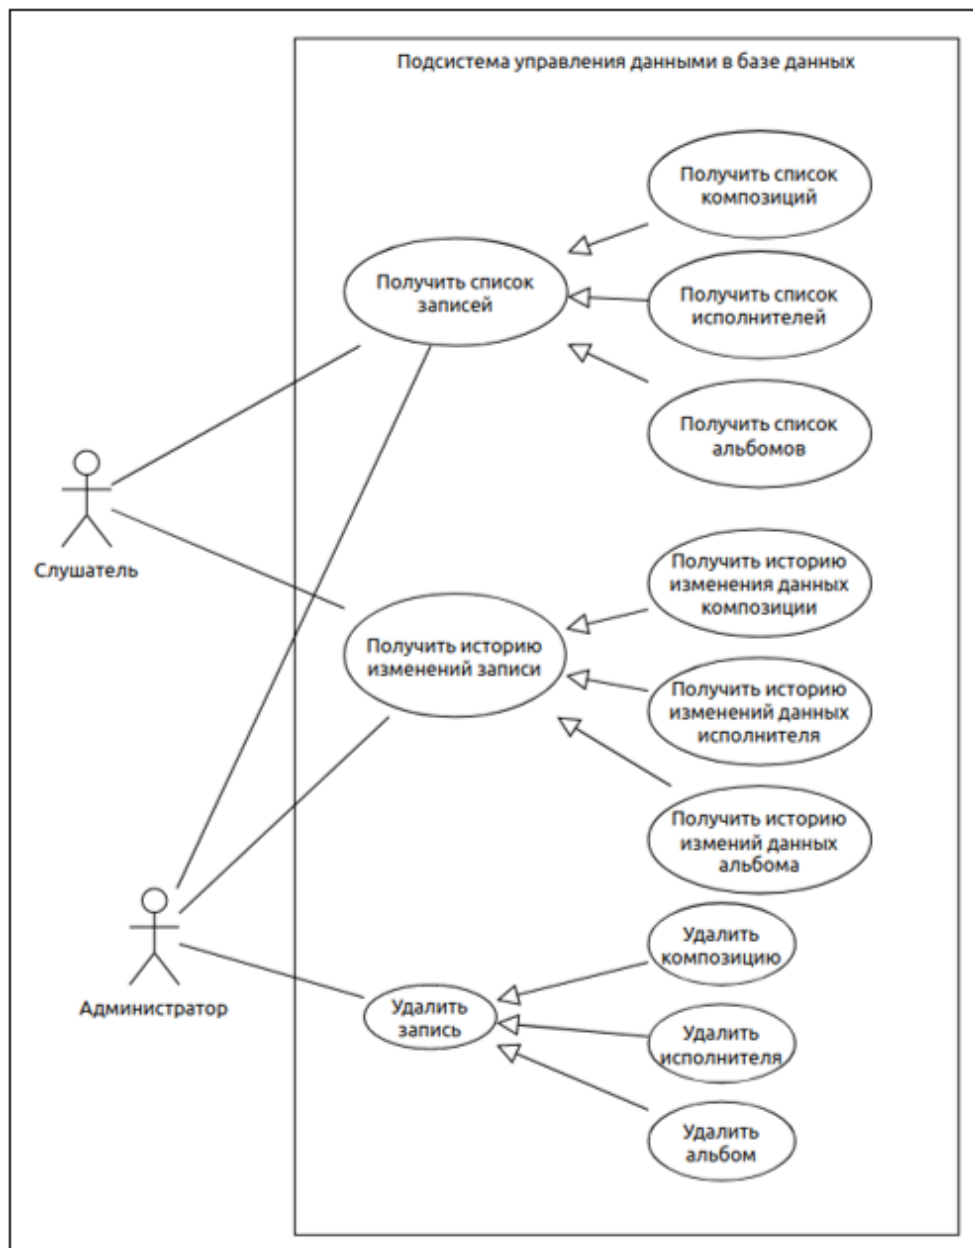 Подсистема управления данными в базе данных
Получить список
композиций
Получить список
записей
Получить список
исполнителей
Получить список
альбомов
Слушатель
Получить историю
изменения данных
композиции
Получить историю
изменений записи
Получить историю
изменений данных
исполнителя
Получить историю
измений данных
альбома
Администратор
Удалить
композицию
Удалить
запись
Удалить
исполнителя
Удалить
альбом